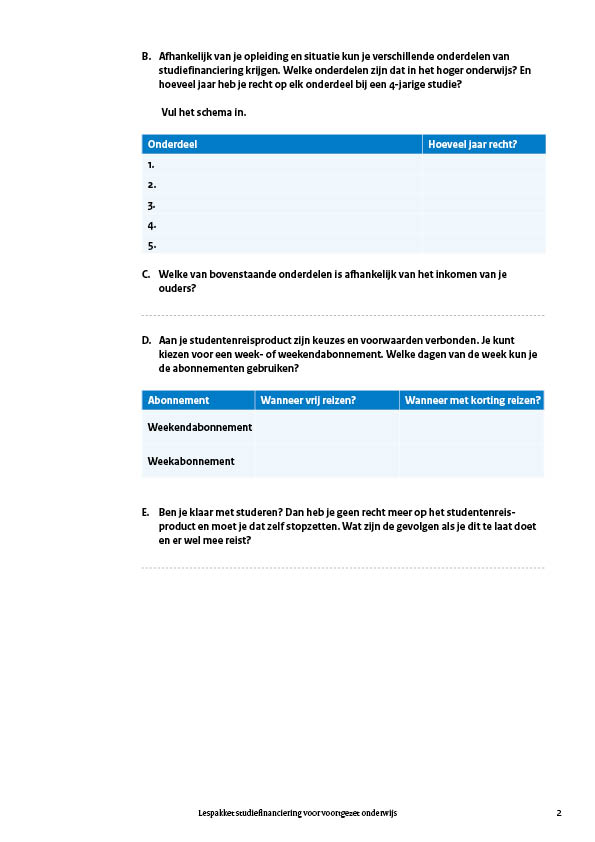 B. Afhankelijk van je opleiding en situatie kun je verschillende onderdelen van
studiefinanciering krijgen. Welke onderdelen zijn dat in het hoger onderwijs? En
hoeveel jaar heb je recht op elk onderdeel bij een 4-jarige studie?
Vul het schema in.
Onderdeel Hoeveel jaar recht?
1.
2.
3.
4.
5.
C. Welke van bovenstaande onderdelen is afhankelijk van het inkomen van je
ouders?
D. Aan je studentenreisproduct zijn keuzes en voorwaarden verbonden. Je kunt
kiezen voor een week- of weekendabonnement. Welke dagen van de week kun je
de abonnementen gebruiken?
Abonnement Wanneer vrij reizen? Wanneer met korting reizen?
Weekendabonnement
Weekabonnement
E. Ben je klaar met studeren? Dan heb je geen recht meer op het studentenreis-
product en moet je dat zelf stopzetten. Wat zijn de gevolgen als je dit te laat doet
en er wel mee reist?
Lespakket studiefinanciering voor voortgezet onderwijs 2